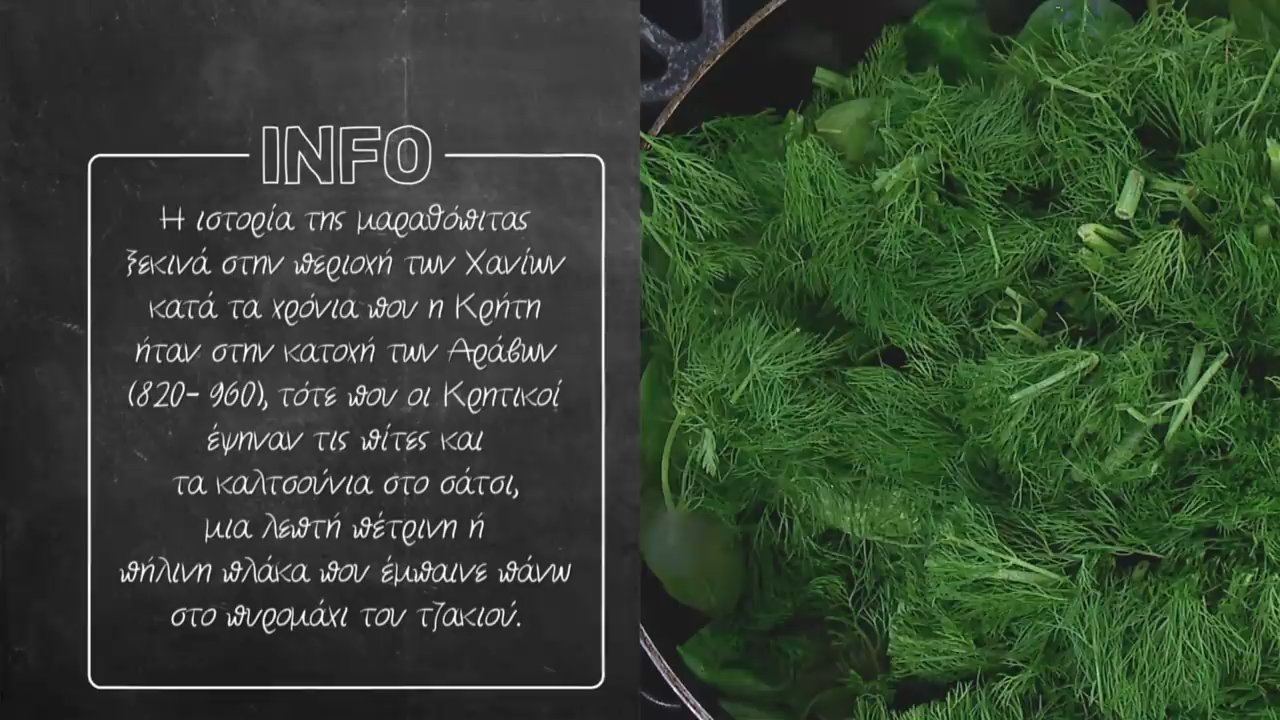 INFO
Η ιστορία της μαραθόπιτας
ξεκινά στην περιοχή των Χανίων
κατά τα χρόνια που η Κρήτη
ήταν στην κατοχή των Αράβων
(820- 960), τότε που οι Κρητικοί
έψηναν τις πίτες και
τα καλτσούνια στο σάτσι,
μια λεπτή πέτρινη ή
πήλινη πλάκα που έμπαινε πάνω
στο πυρομάχι του τζακιού.